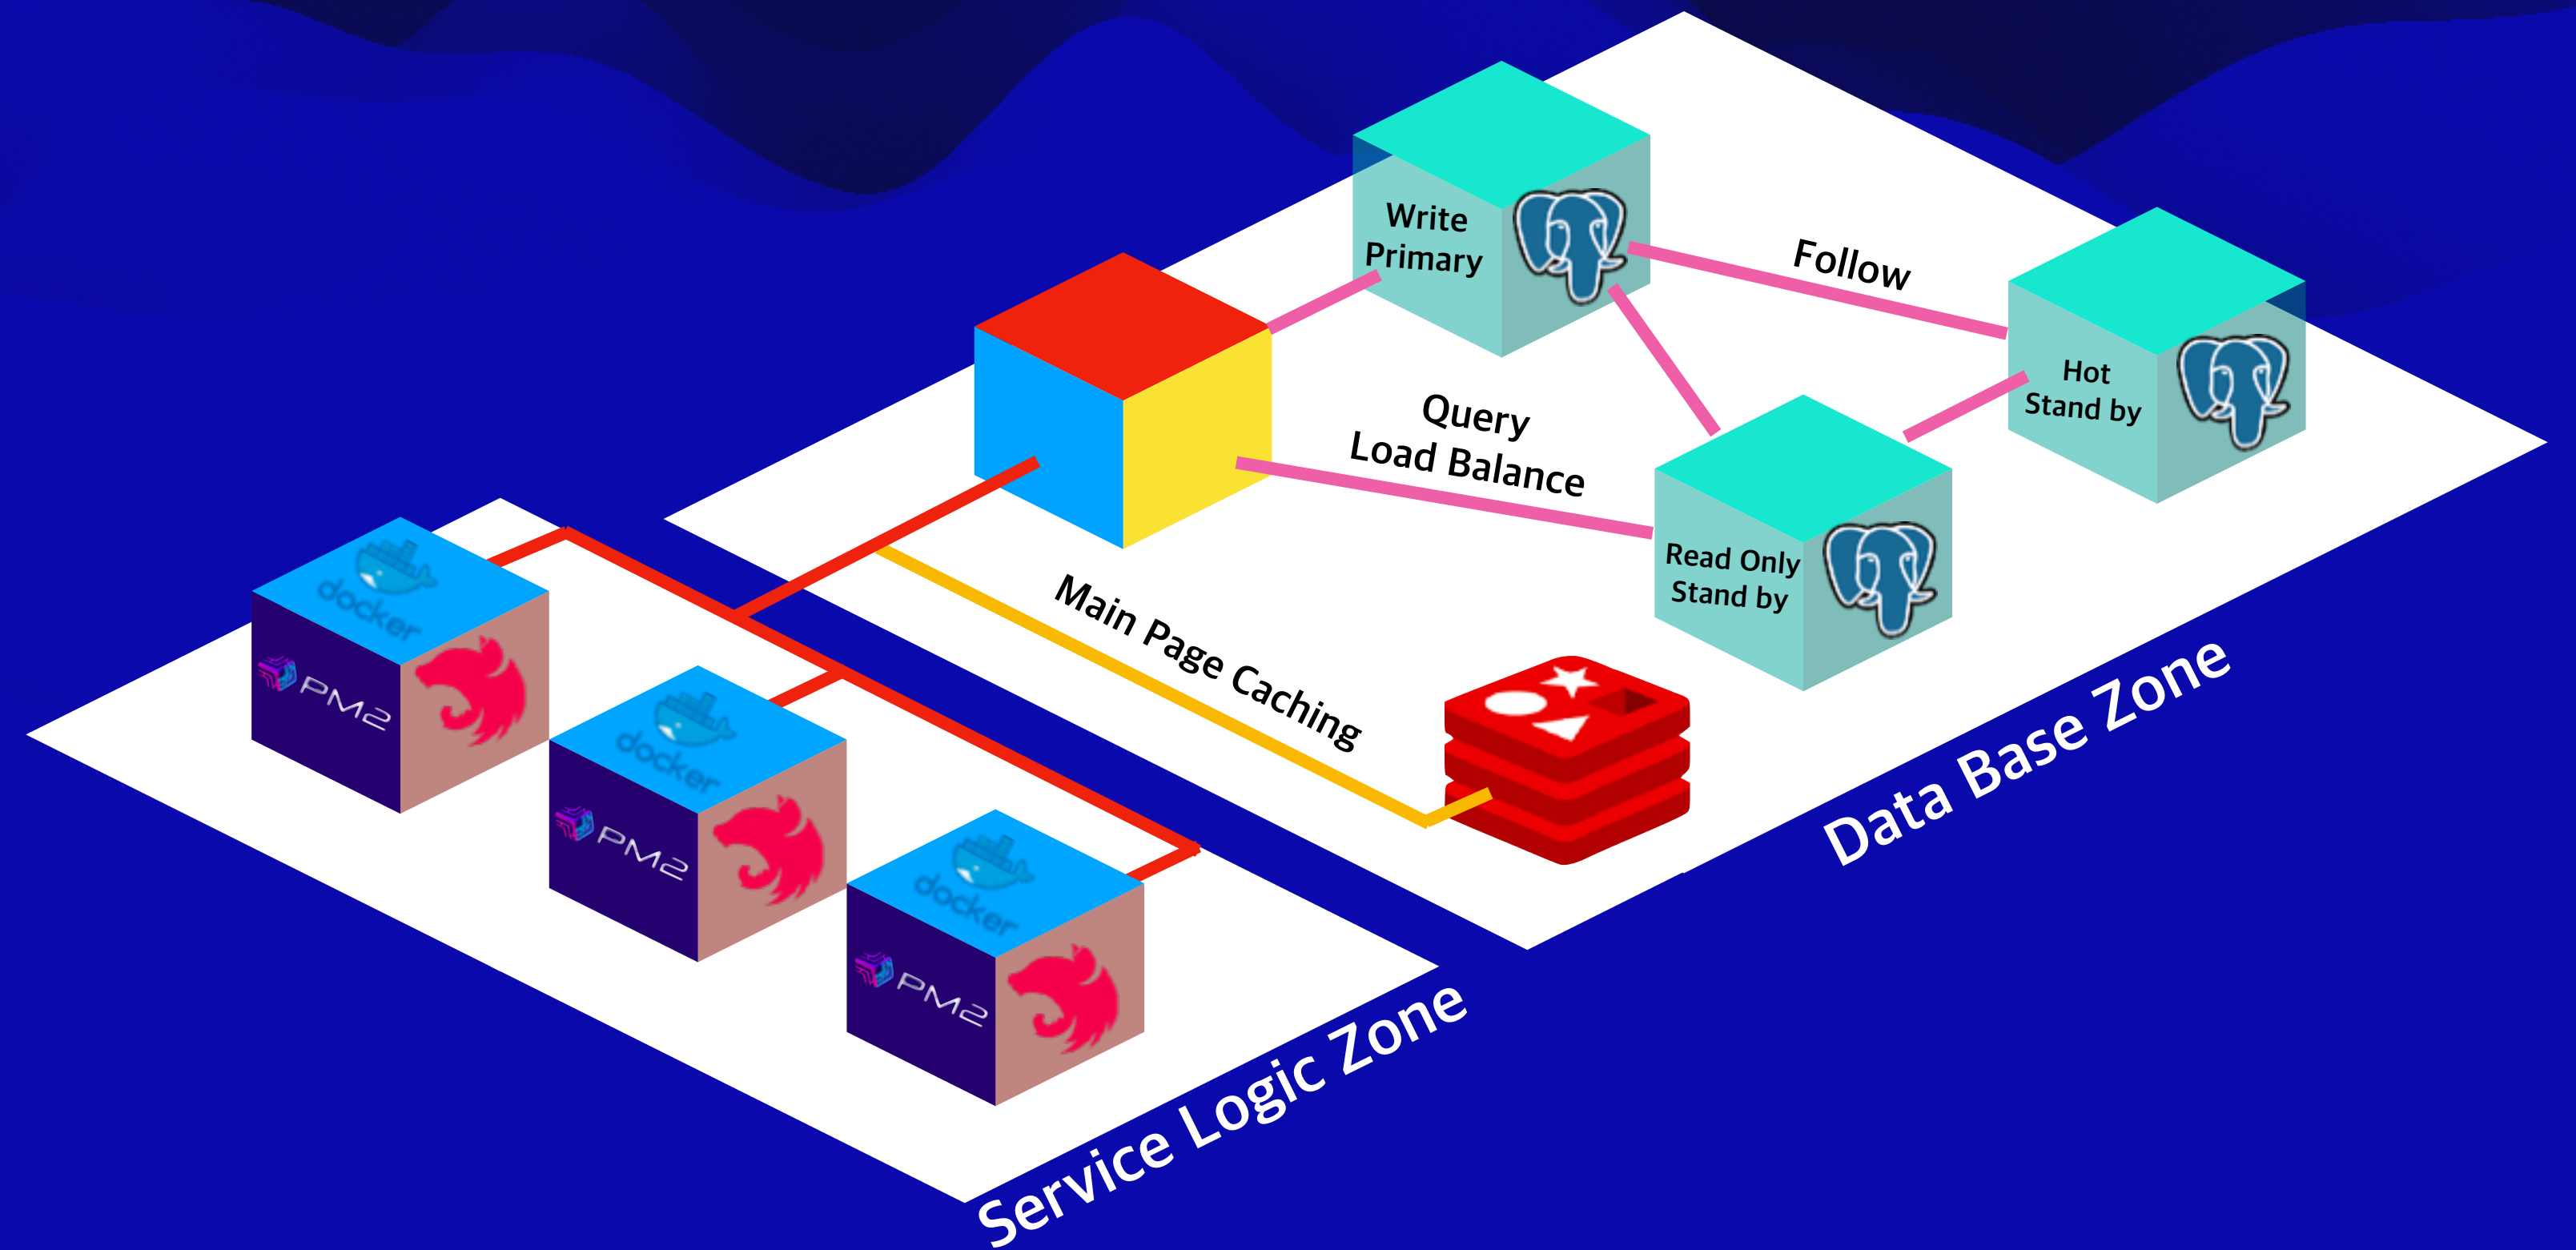 Write
Primary
Follow
Hot
Stand by
Query
Load Balance
Read Only
Stand by
Main Page Caching
Data Base Zone
docker
PM2
docker
PM2
docker
PM2
Service Logic Zone